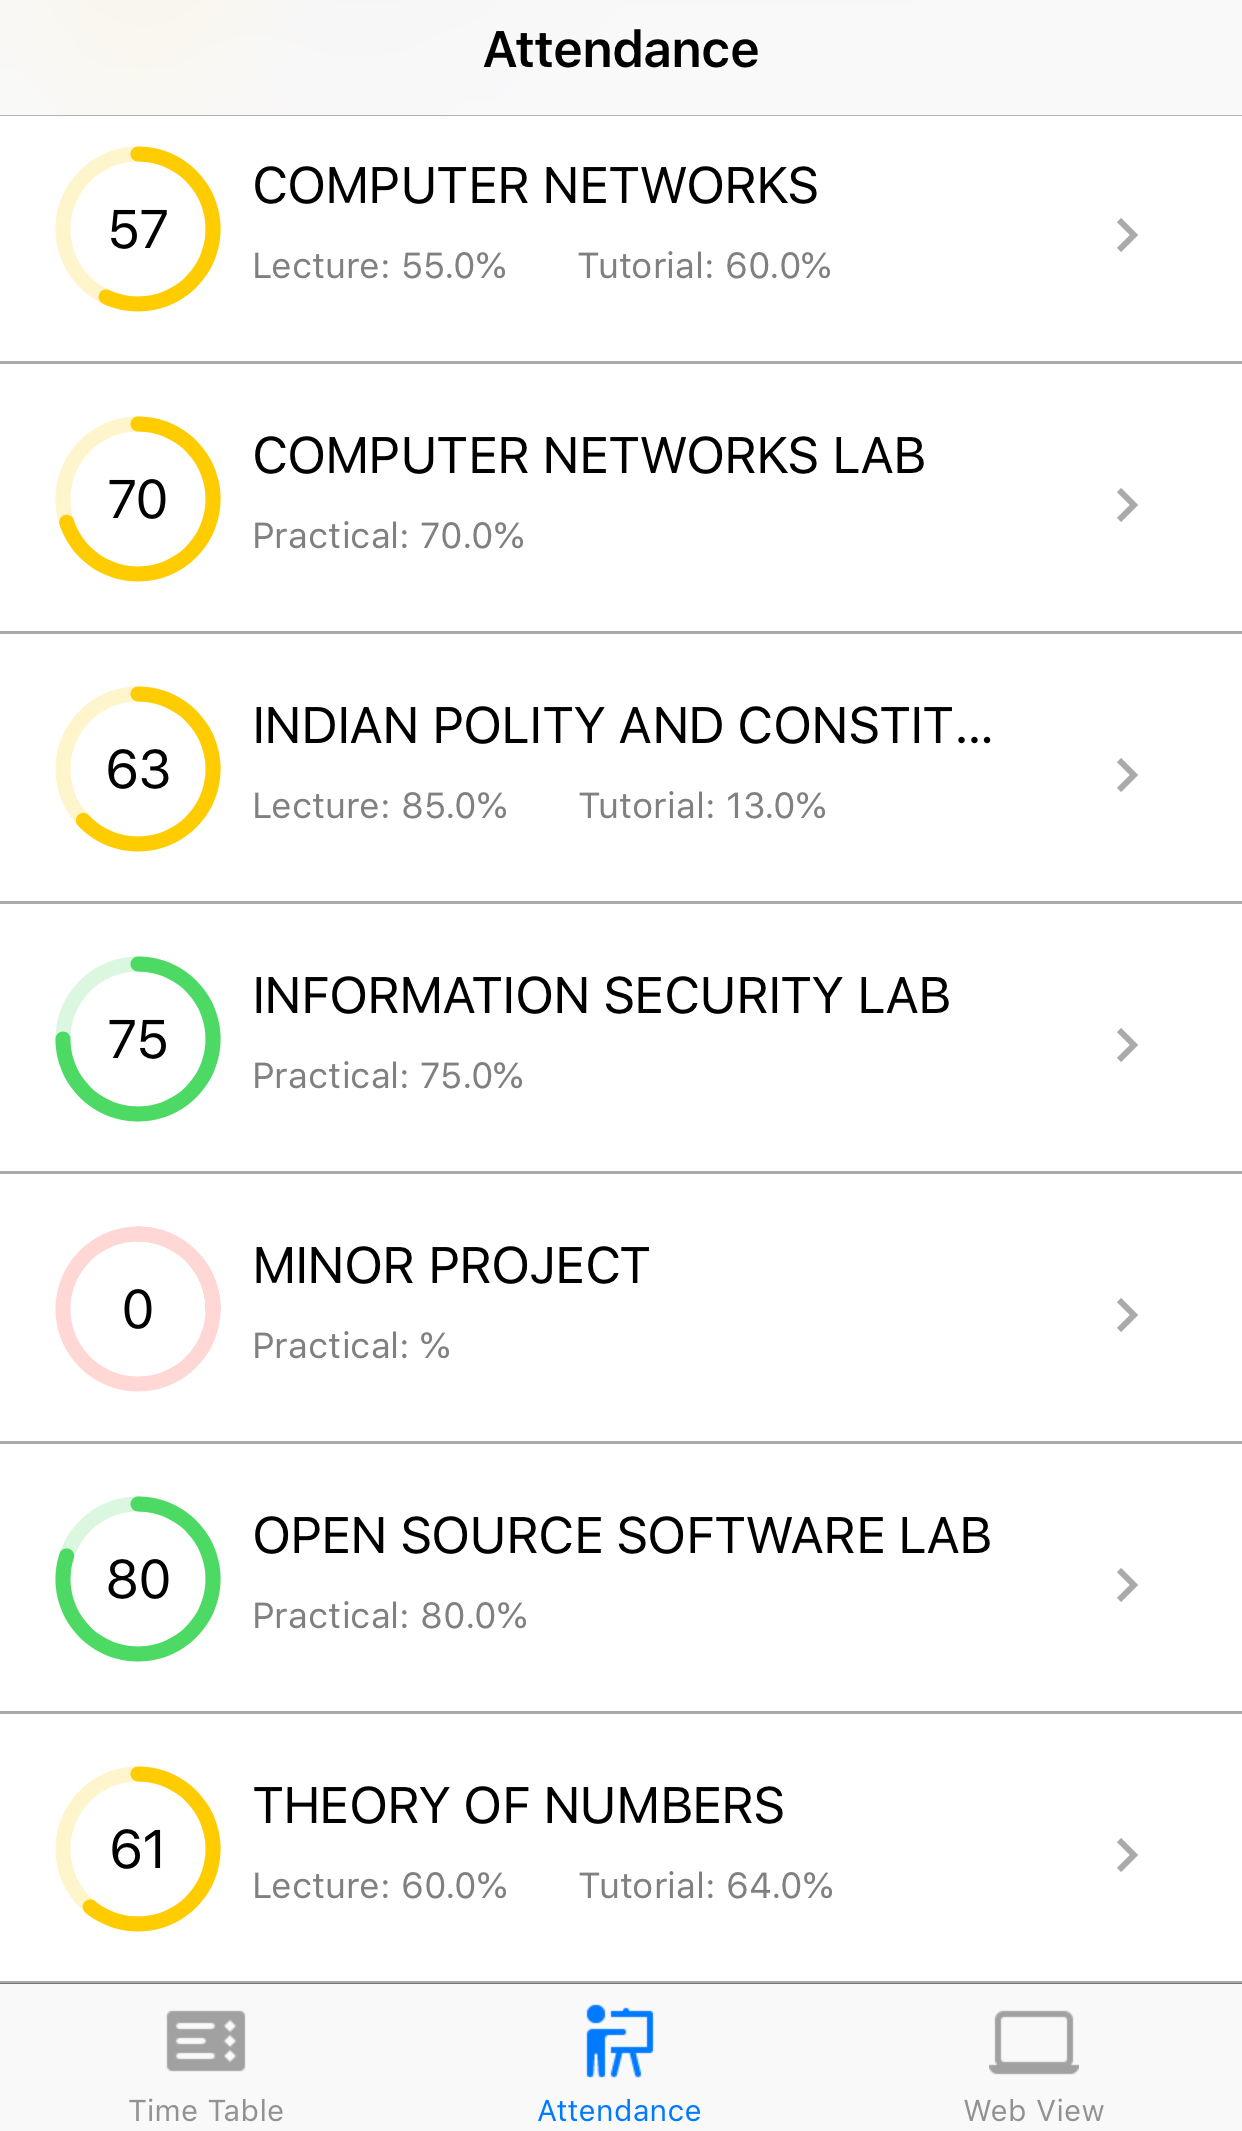 Attendance
57
COMPUTER NETWORKS
Lecture: 55.0% Tutorial: 60.0%
70
COMPUTER NETWORKS LAB
Practical: 70.0%
63
INDIAN POLITY AND CONSTIT...
Lecture: 85.0% Tutorial: 13.0%
75
INFORMATION SECURITY LAB
Practical: 75.0%
0
MINOR PROJECT
Practical: %
80
OPEN SOURCE SOFTWARE LAB
Practical: 80.0%
61
THEORY OF NUMBERS
Lecture: 60.0% Tutorial: 64.0%
Time Table Attendance Web View